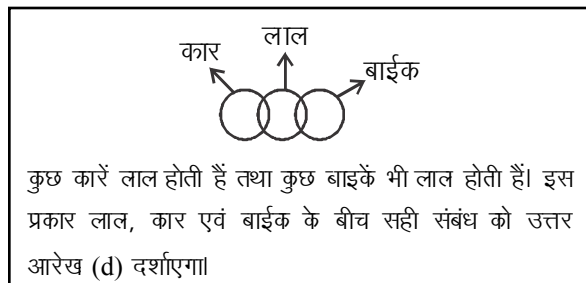 लाल
कार
बाईक
कुछ कारें लाल होती हैं तथा कुछ बाइकें भी लाल होती हैं। इस
प्रकार लाल, कार एवं बाईक के बीच सही संबंध को उत्तर
आरेख (d) दर्शाएगा।